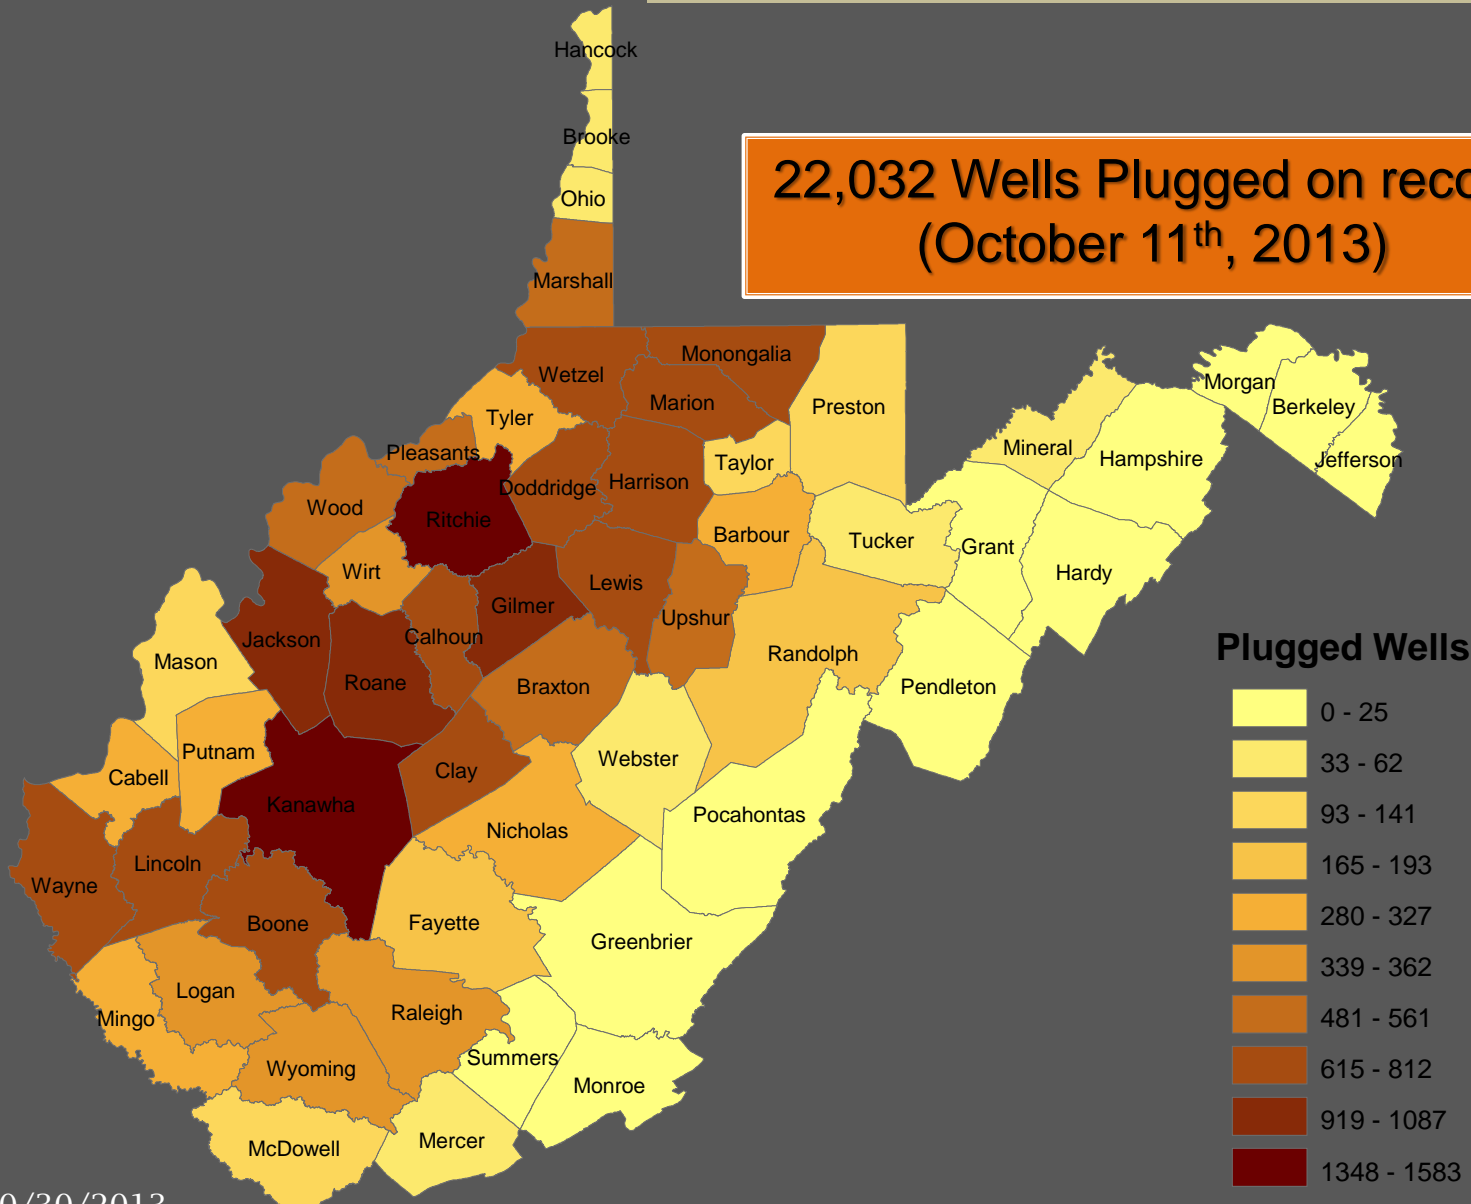 Hancock
Brooke
22,032 Wells Plugged on
(October 11th, 2013)
Ohio
Marshall
Monongalia
Wetzel
Marion
Preston
Tyler
Morgan
Berkeley
Mineral
Hampshire
Jefferson
Pleasants
Taylor
Doddridge
Harrison
Wood
Ritchie
Barbour
Tucker
Grant
Hardy
Wirt
Lewis
Gilmer
Upshur
Jackson
Calhoun
Mason
Roane
Braxton
Randolph
Pendleton
Putnam
Cabell
Clay
Webster
Kanawha
Nicholas
Pocahontas
Lincoln
Wayne
Boone
Fayette
Greenbrier
Logan
Mingo
Raleigh
Wyoming
Summers
Monroe
McDowell
Mercer
Plugged Wells
0 - 25
33 - 62
93 - 141
165 - 193
280 - 327
339 - 362
481 - 561
615 - 812
919 - 1087
1348 - 1583